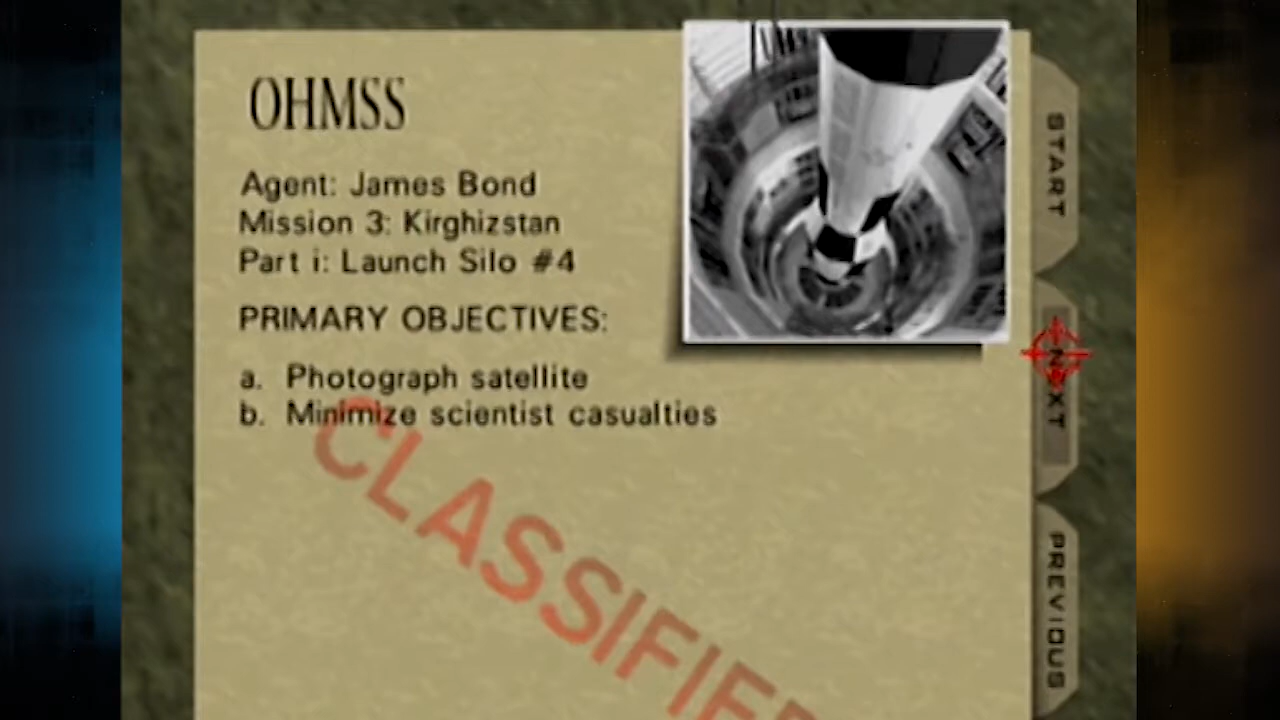 OHMSS
Agent: James Bond
Mission 3: Kirghizstan
Part i: Launch Silo #4
PRIMARY OBJECTIVES:
a. Photograph satellite
b. Minimize scientist casualties
CLASSIFIE
START
NEXT
PREVIOUS